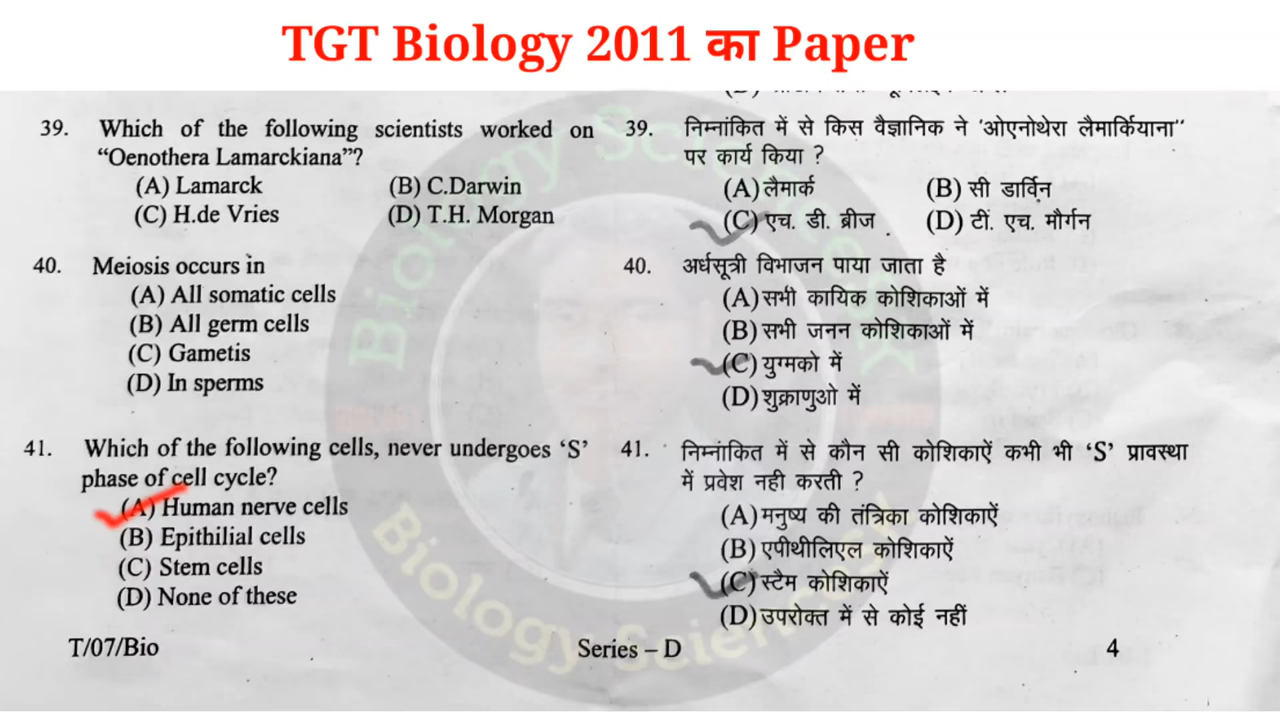 TGT Biology 2011 का Paper
39. Which of the following scientists worked on
“Oenothera Lamarckiana”?
(A) Lamarck (B) C.Darwin
(C) H.de Vries (D) T.H. Morgan
40. Meiosis occurs in
(A) All somatic cells
(B) All germ cells
(C) Gametis
(D) In sperms
41. Which of the following cells, never undergoes ‘S’
phase of cell cycle?
(A) Human nerve cells
(B) Epithilial cells
(C) Stem cells
(D) None of these
39. निम्नांकित में से किस वैज्ञानिक ने ‘ओएनोथेरा लैमार्कियाना”
पर कार्य किया ?
(A) लैमार्क (B) सी डार्विन
(C) एच. डी. ब्रीज . (D) टीं. एच. मौर्गन
40. अर्धसूत्री विभाजन पाया जाता है
(A) सभी कायिक कोशिकाओं में
(B) सभी जनन कोशिकाओं में
(C) युग्मको में
(D) शुक्राणुओ में
41. निम्नांकित में से कौन सी कोशिकाऐं कभी भी ‘S’ प्रावस्था
में प्रवेश नही करती ?
(A) मनुष्य की तंत्रिका कोशिकाऐं
(B) एपीथीलिएल कोशिकाऐं
(C) स्टैम कोशिकाऐं
(D) उपरोक्त में से कोई नहीं
T/07/Bio Series – D 4
Biology Science
Biology Science